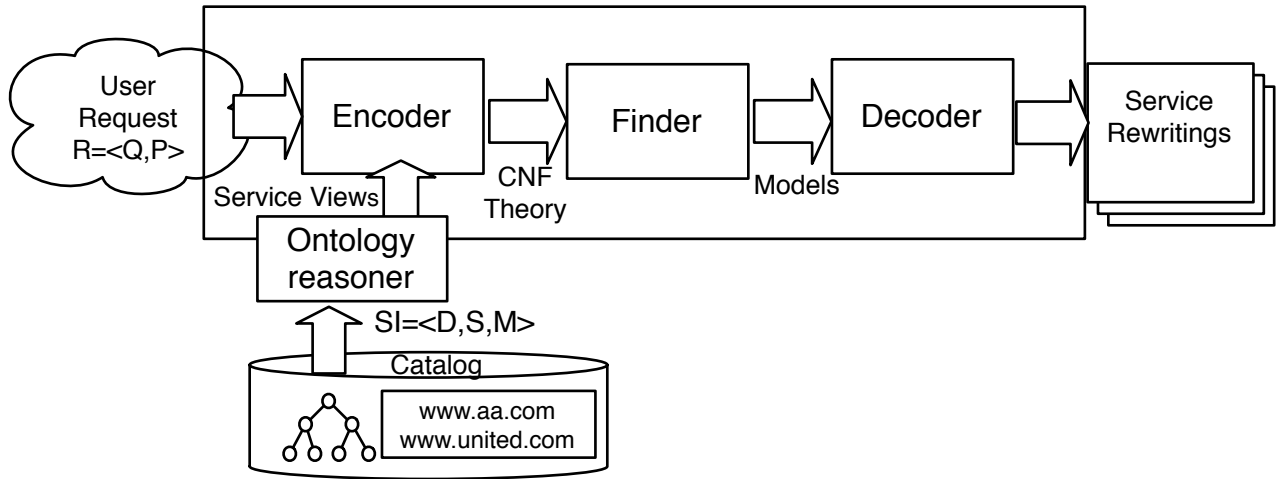 User
Request
R=<Q,P>
Encoder
Finder
Decoder
Service
Rewritings
Service Views
CNF
Theory
Models
Ontology
reasoner
SI=<D,S,M>
Catalog
www.aa.com
www.united.com